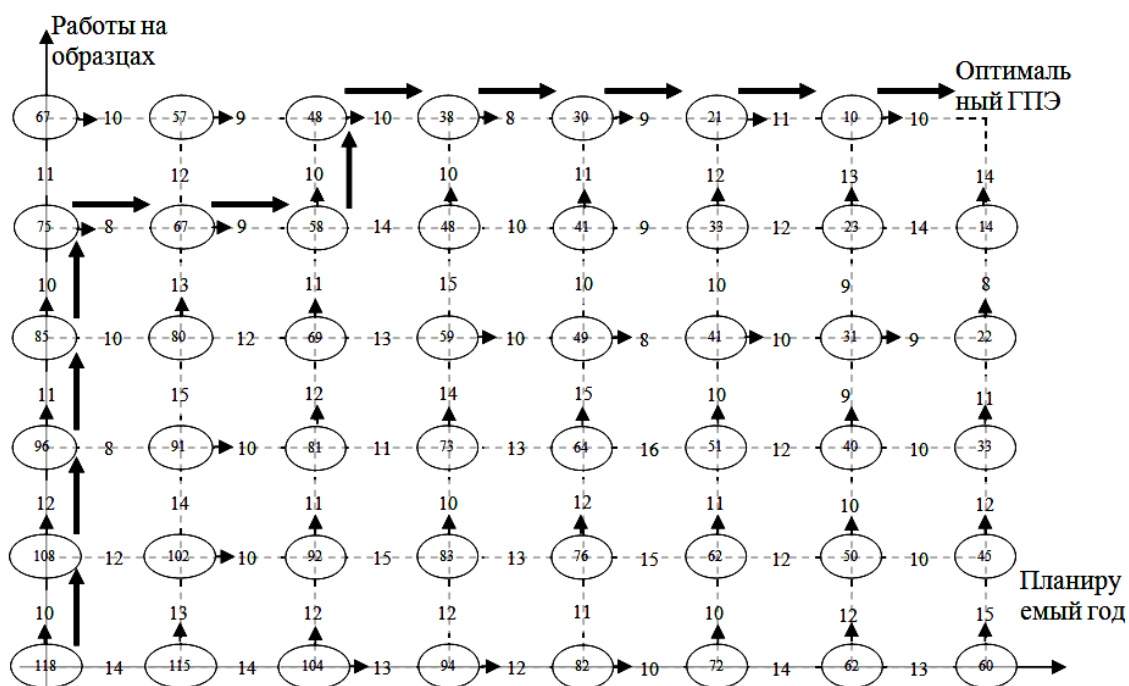 Работы на
образцах
Оптималь
ный ГПЭ
67 10 57 9 48 10 38 8 30 9 21 11 10 10
11 12 10 10 11 12 13 14
75 8 67 9 58 14 48 10 41 9 33 12 23 14 14
10 13 11 15 10 10 9 8
85 10 80 12 69 13 59 10 49 8 41 10 31 9 22
11 15 12 14 15 10 9 11
96 8 91 10 81 11 73 13 64 16 51 12 40 10 33
12 14 11 10 12 11 10 12
108 12 102 10 92 15 83 13 76 15 62 12 50 10 45
Планиру
емый год
10 13 12 12 11 10 12 15
118 14 115 14 104 13 94 12 82 10 72 14 62 13 60